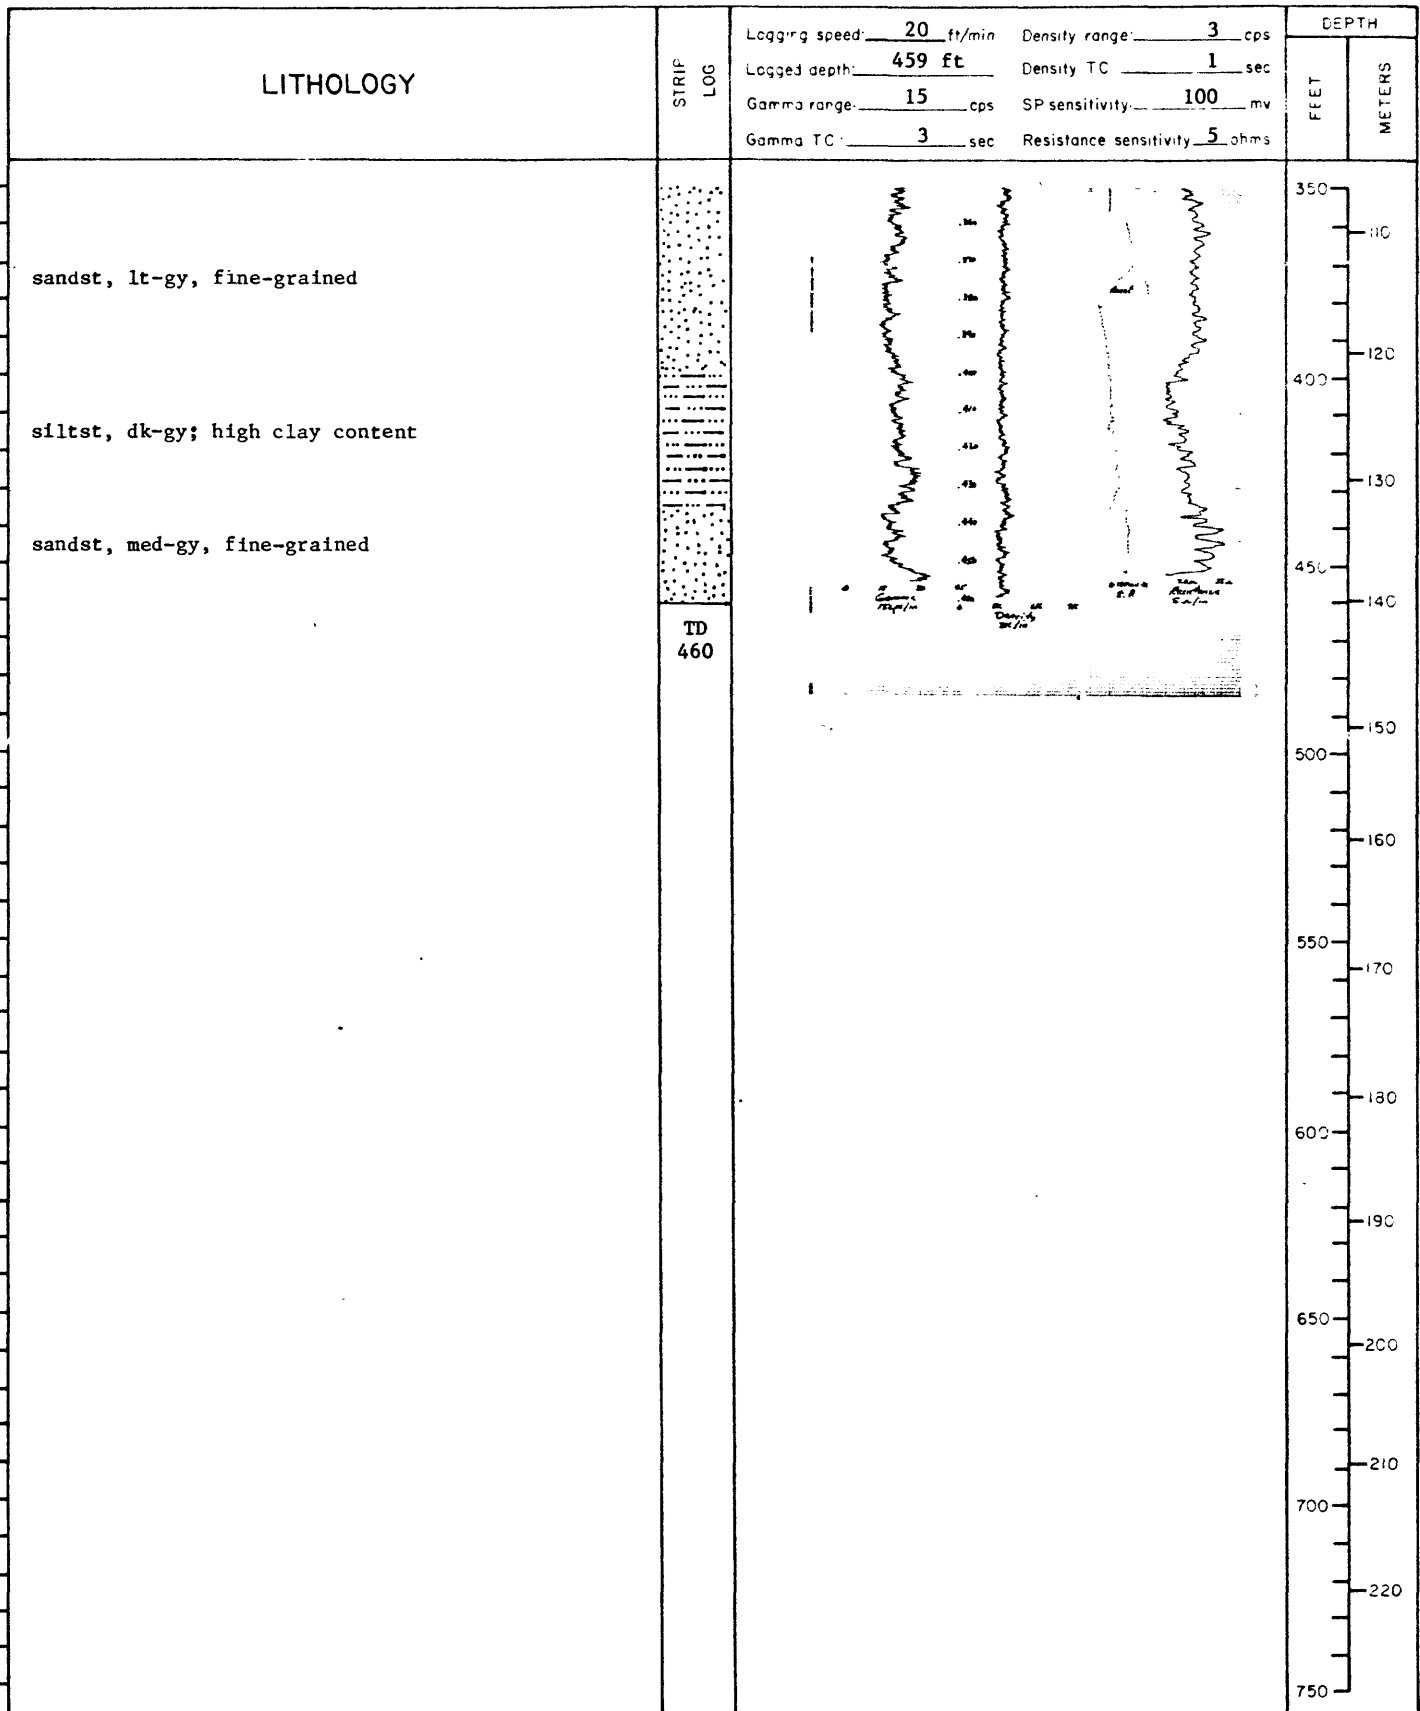 LITHOLOGY
STRIP LOG
Logging speed: 20 ft/min Density range: 3 cps
Logged depth: 459 ft Density TC 1 sec
Gamma range: 15 cps SP sensitivity: 100 mv
Gamma TC: 3 sec Resistance sensitivity 5 ohms
DEPTH
FEET
METERS
350
110
sandst, lt-gy, fine-grained
120
400
siltst, dk-gy; high clay content
130
sandst, med-gy, fine-grained
450
140
Gamma
Density
Resistance
TD
460
150
500
160
550
170
180
600
190
650
200
210
700
220
750